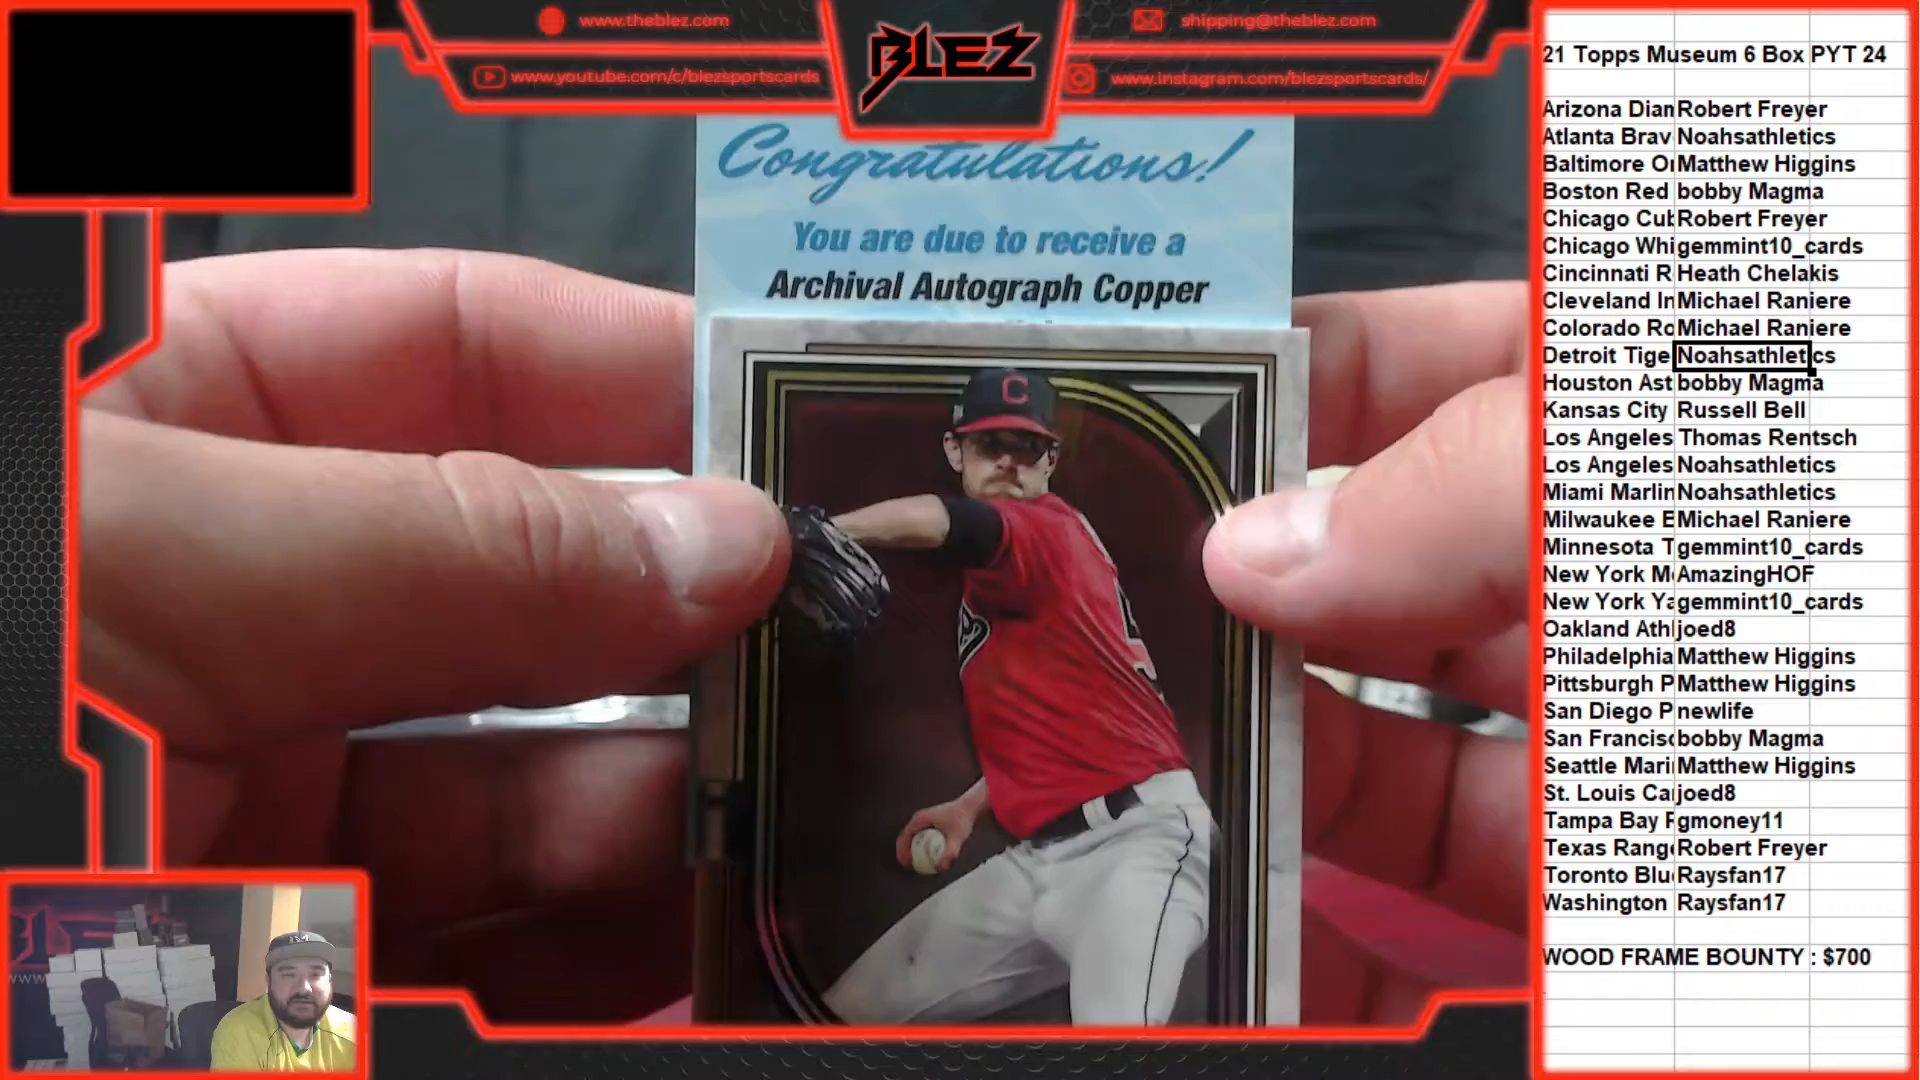 www.theblez.com
www.youtube.com/c/blezsportscards
BLEZ
shipping@theblez.com
www.instagram.com/blezsportscards/
Congratulations!
You are due to receive a
Archival Autograph Copper
C
21 Topps Museum 6 Box PYT 24
Arizona Dian Robert Freyer
Atlanta Brav Noahsathletics
Baltimore Or Matthew Higgins
Boston Red bobby Magma
Chicago Cub Robert Freyer
Chicago Whi gemmint10_cards
Cincinnati R Heath Chelakis
Cleveland In Michael Raniere
Colorado Ro Michael Raniere
Detroit Tige Noahsathletics
Houston Ast bobby Magma
Kansas City Russell Bell
Los Angeles Thomas Rentsch
Los Angeles Noahsathletics
Miami Marlin Noahsathletics
Milwaukee B Michael Raniere
Minnesota T gemmint10_cards
New York Me AmazingHOF
New York Ya gemmint10_cards
Oakland Athl joed8
Philadelphia Matthew Higgins
Pittsburgh P Matthew Higgins
San Diego P newlife
San Francisc bobby Magma
Seattle Mari Matthew Higgins
St. Louis Car joed8
Tampa Bay R gmoney11
Texas Range Robert Freyer
Toronto Blue Raysfan17
Washington Raysfan17
WOOD FRAME BOUNTY : $700